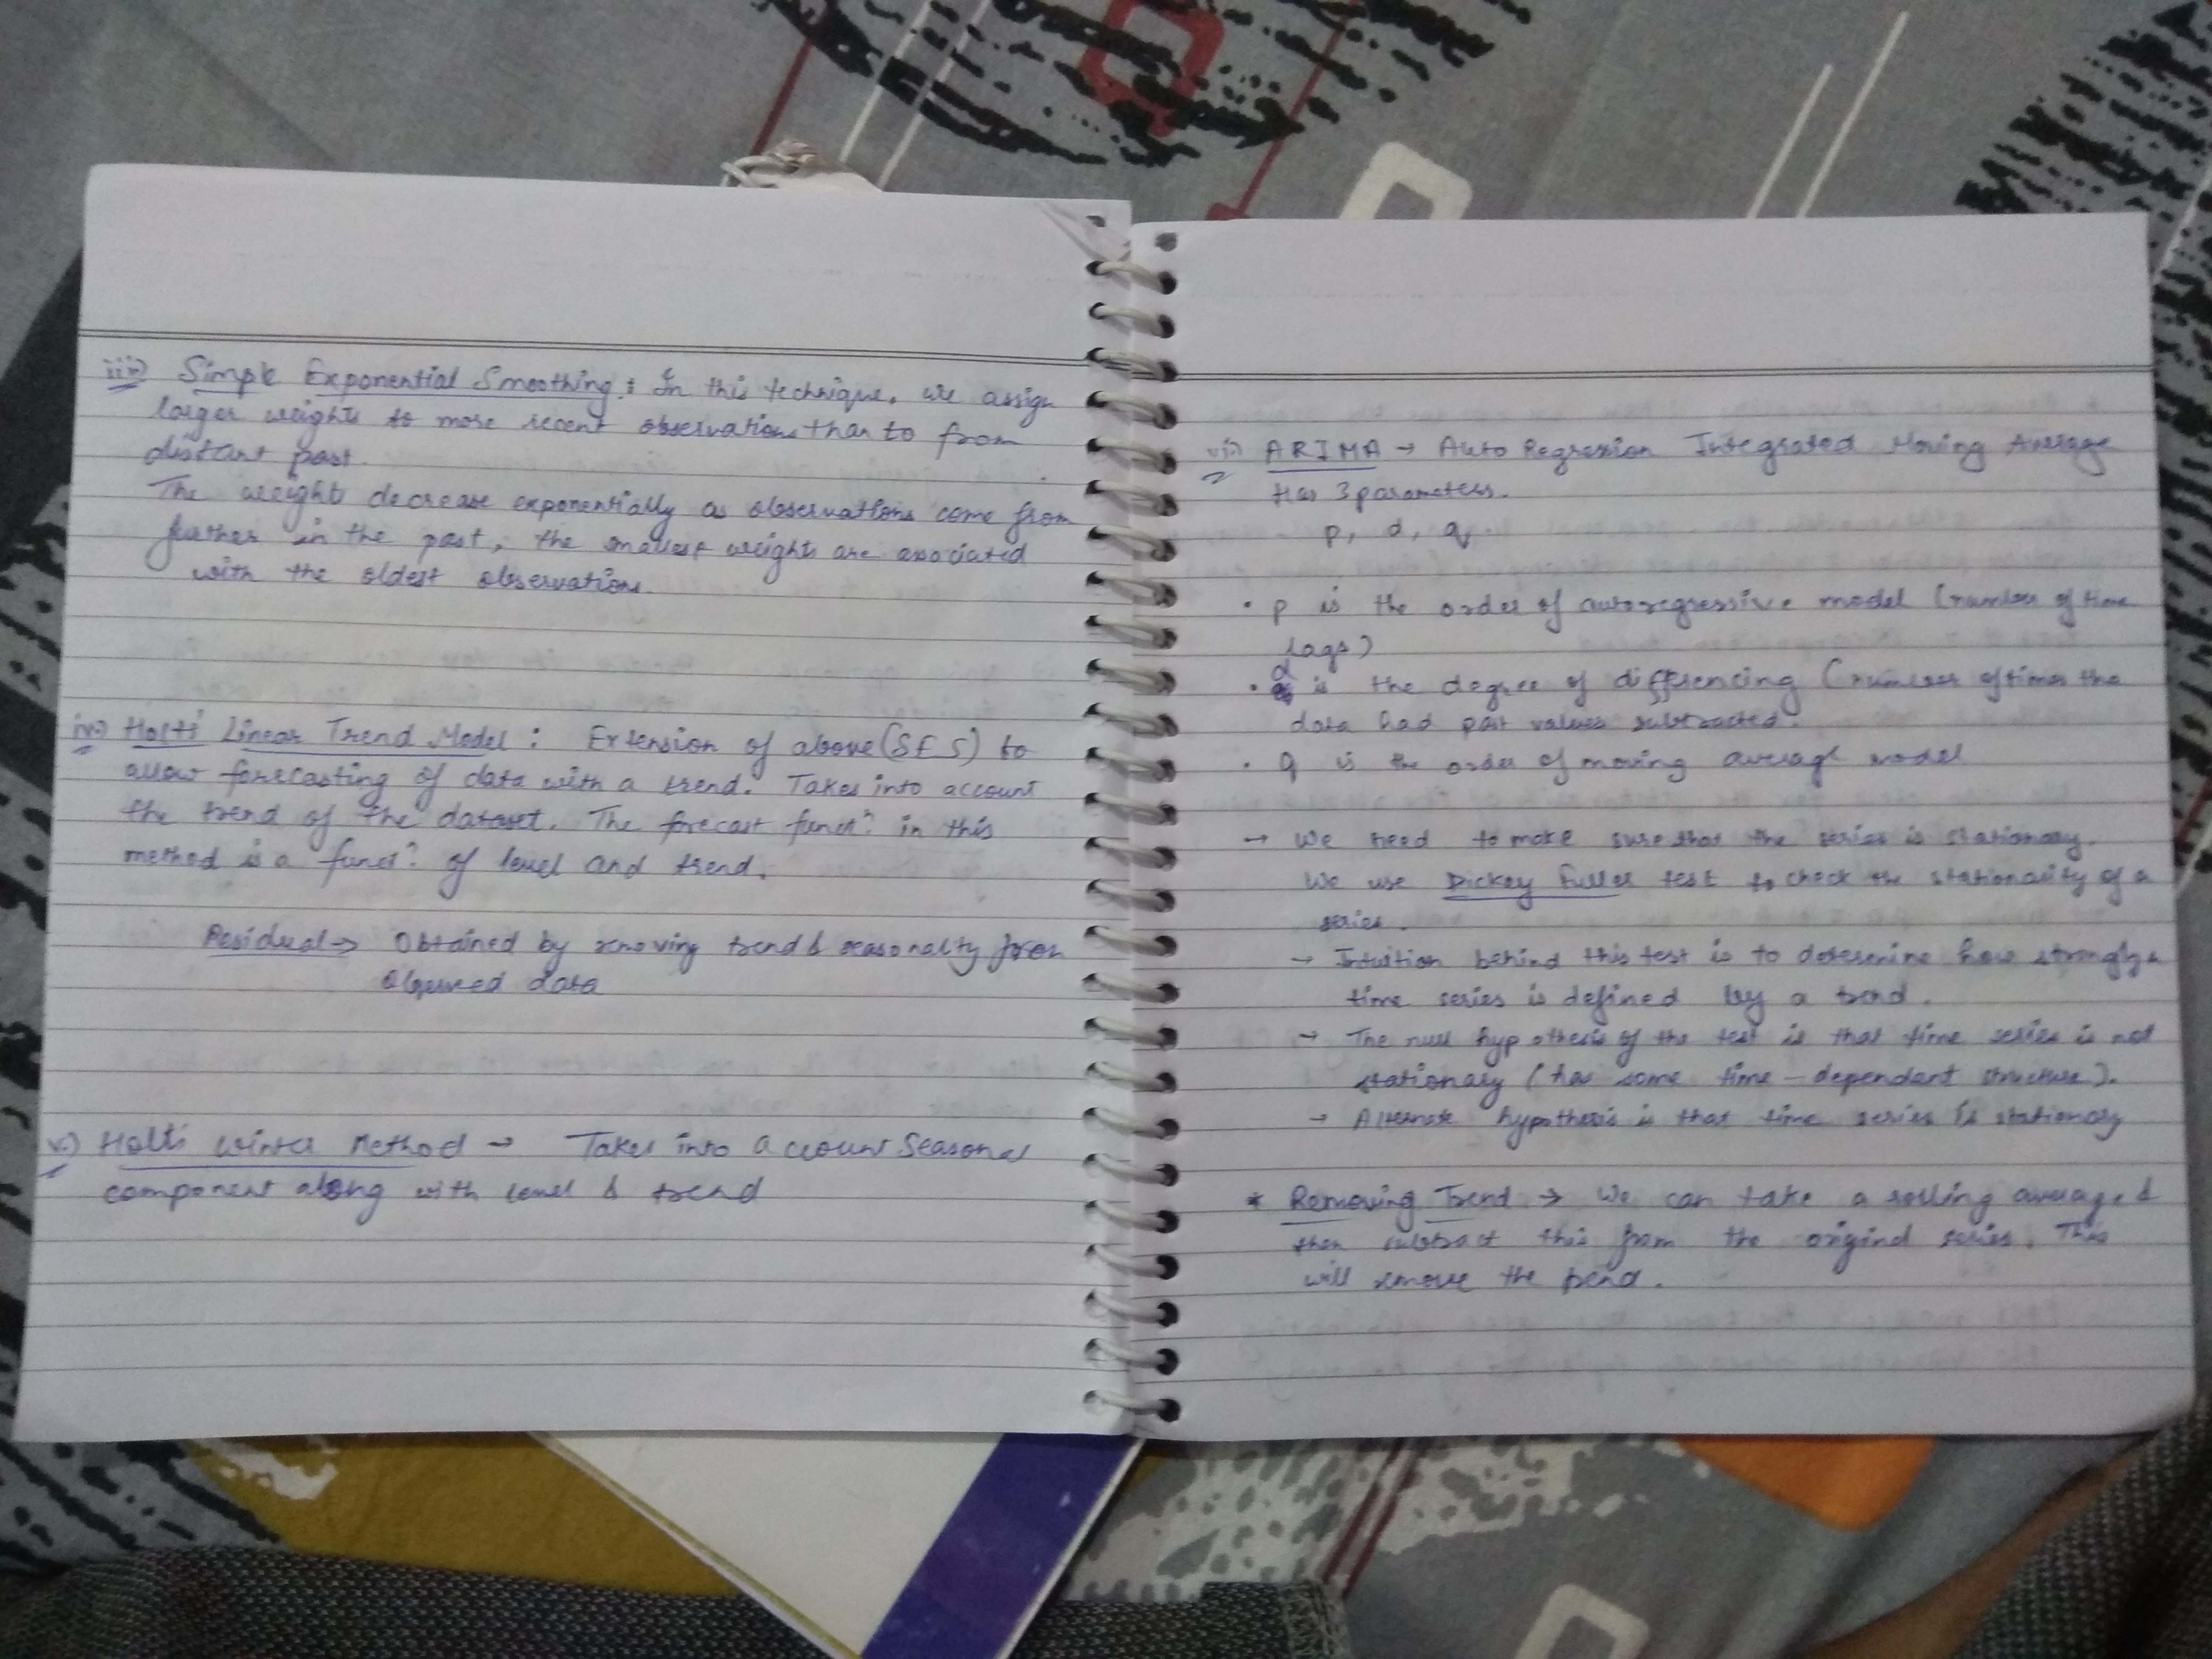 iii) Simple Exponential Smoothing : In this technique, we assign
larger weights to more recent observations than to from
distant past.
The weights decrease exponentially as observations come from
further in the past, the smallest weights are associated
with the oldest observations.
iv) Holt's Linear Trend Model : Extension of above (SES) to
allow forecasting of data with a trend. Takes into account
the trend of the dataset. The forecast funcⁿ in this
method is a funcⁿ of level and trend.
Residual → Obtained by removing trend & seasonality from
Observed data
v.) Holt's Winter Method → Takes into account Seasonal
component along with level & trend
vi) ARIMA → Auto Regression Integrated Moving Average
Has 3 parameters.
p, d, q
• p is the order of autoregressive model (number of time
lags)
• d is the degree of differencing (number of times the
data had past values subtracted.
• q is the order of moving average model
→ We need to make sure that the series is stationary.
We use Dickey Fuller test to check the stationarity of a
series.
→ Intuition behind this test is to determine how strongly a
time series is defined by a trend.
→ The null hypothesis of the test is that time series is not
stationary (has some time-dependent structure).
→ Alternate hypothesis is that time series is stationary
* Removing Trend → We can take a rolling average &
then subtract this from the original series. This
will remove the trend.